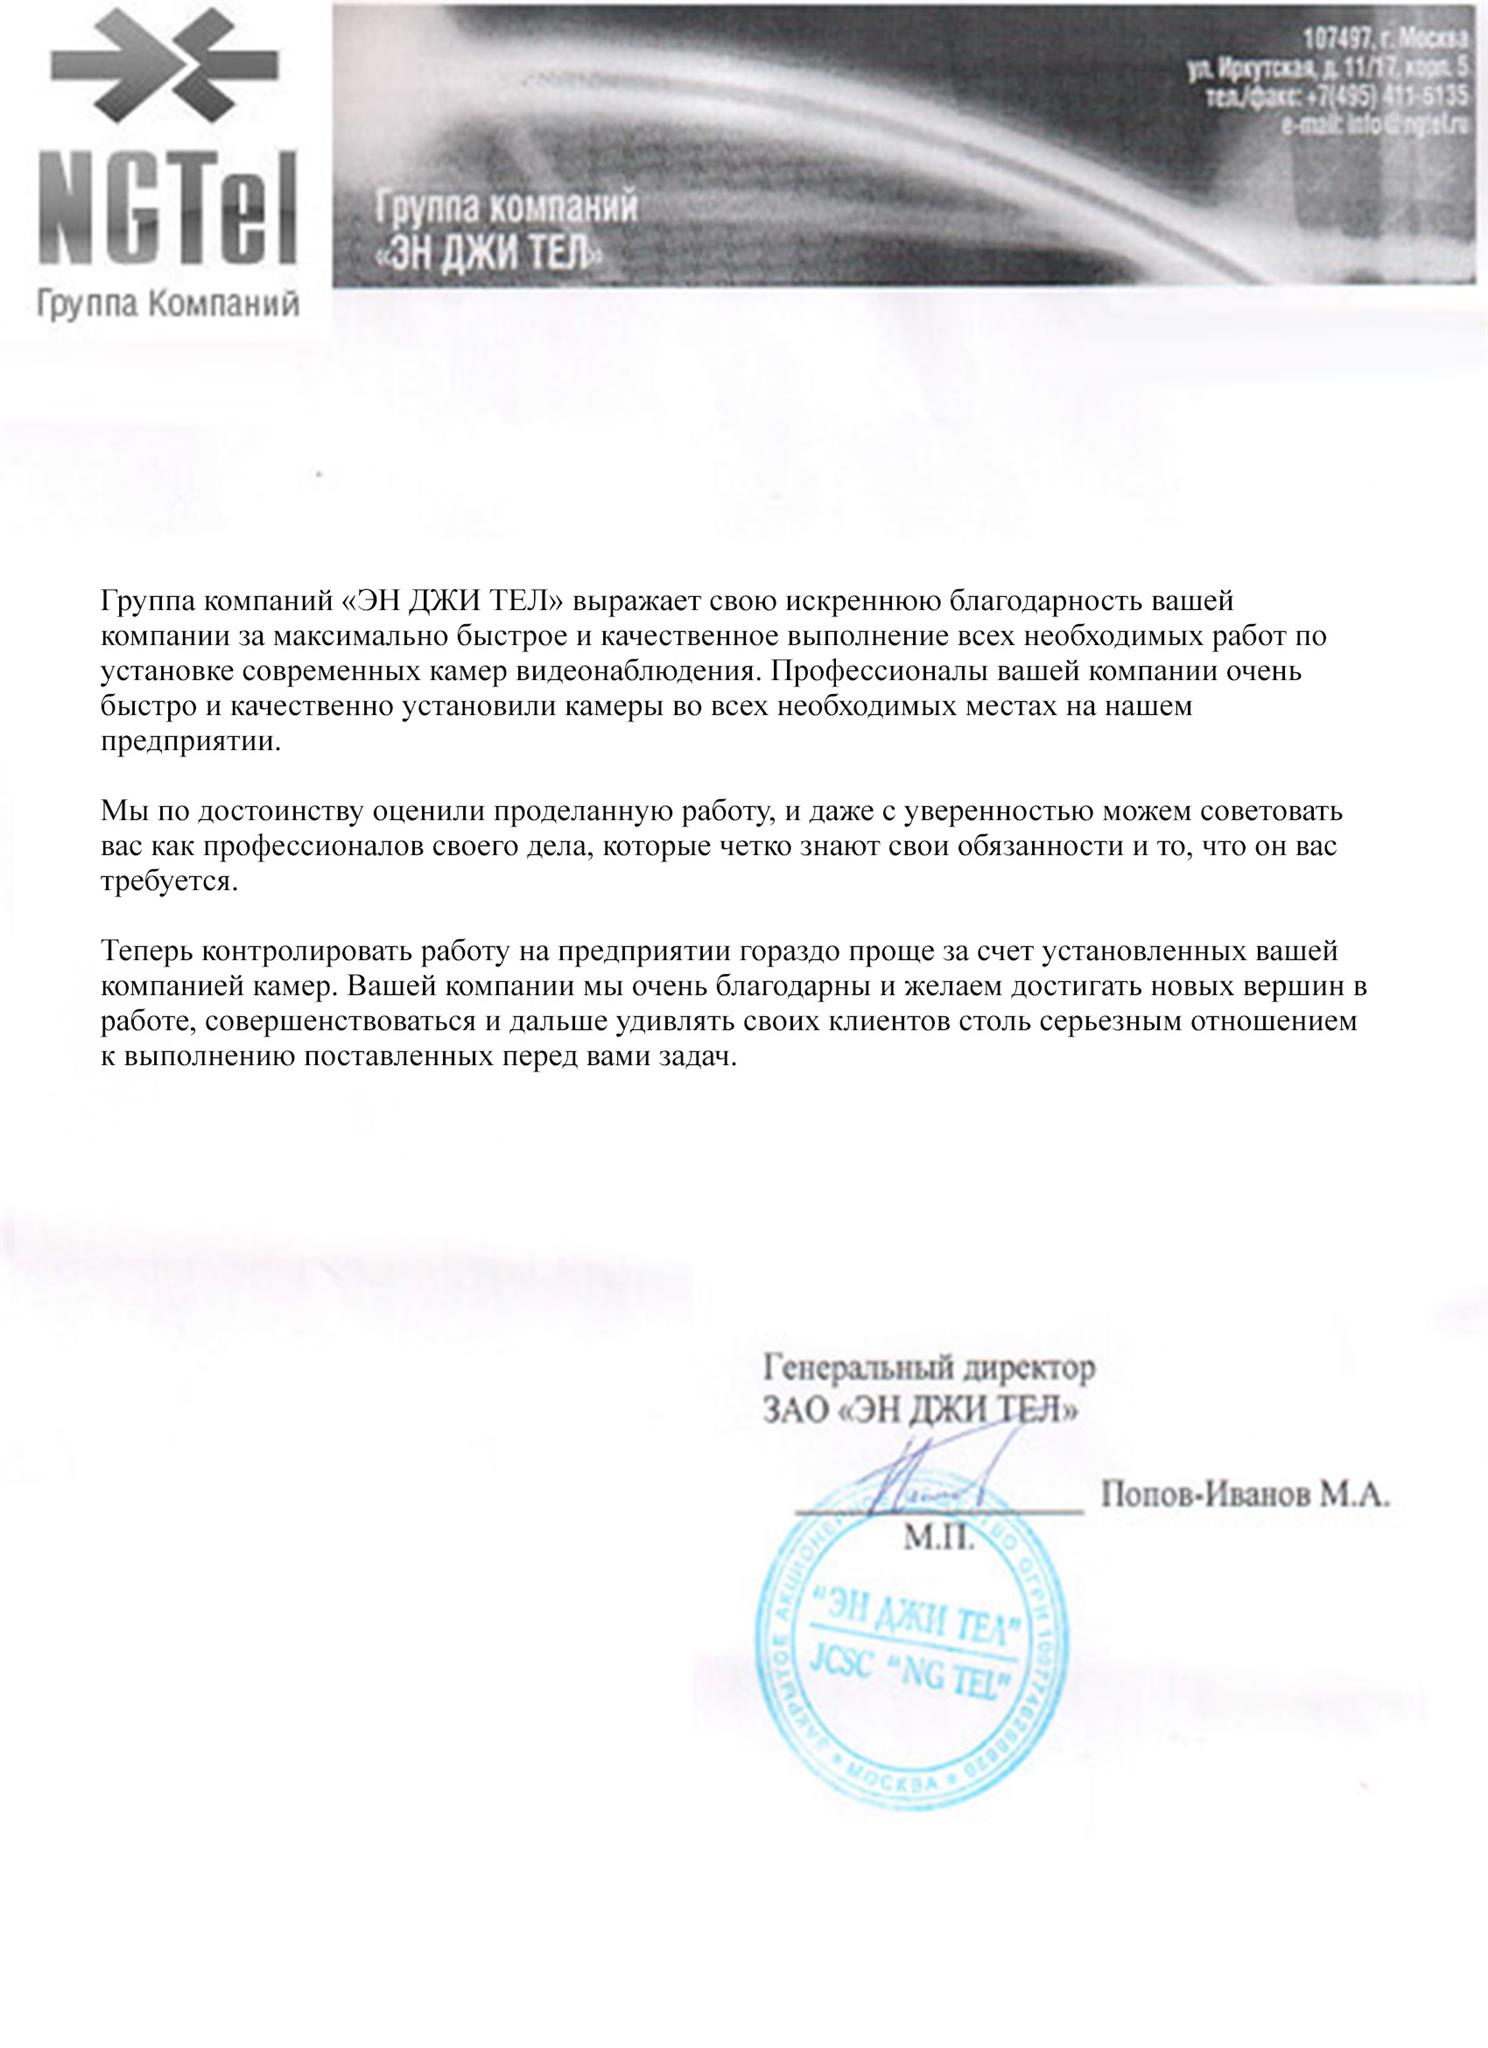 NGTel
Группа Компаний
Группа компаний
«ЭН ДЖИ ТЕЛ»
107497, г. Москва
ул. Иркутская, д. 11/17, корп. 5
тел./факс: +7(495) 411-5135
e-mail: info@ngtel.ru
Группа компаний «ЭН ДЖИ ТЕЛ» выражает свою искреннюю благодарность вашей
компании за максимально быстрое и качественное выполнение всех необходимых работ по
установке современных камер видеонаблюдения. Профессионалы вашей компании очень
быстро и качественно установили камеры во всех необходимых местах на нашем
предприятии.
Мы по достоинству оценили проделанную работу, и даже с уверенностью можем советовать
вас как профессионалов своего дела, которые четко знают свои обязанности и то, что он вас
требуется.
Теперь контролировать работу на предприятии гораздо проще за счет установленных вашей
компанией камер. Вашей компании мы очень благодарны и желаем достигать новых вершин в
работе, совершенствоваться и дальше удивлять своих клиентов столь серьезным отношением
к выполнению поставленных перед вами задач.
Генеральный директор
ЗАО «ЭН ДЖИ ТЕЛ»
Попов-Иванов М.А.
М.П.
"ЭН ДЖИ ТЕЛ"
JCSC "NG TEL"
ЗАКРЫТОЕ АКЦИОНЕРНОЕ ОГРН
МОСКВА